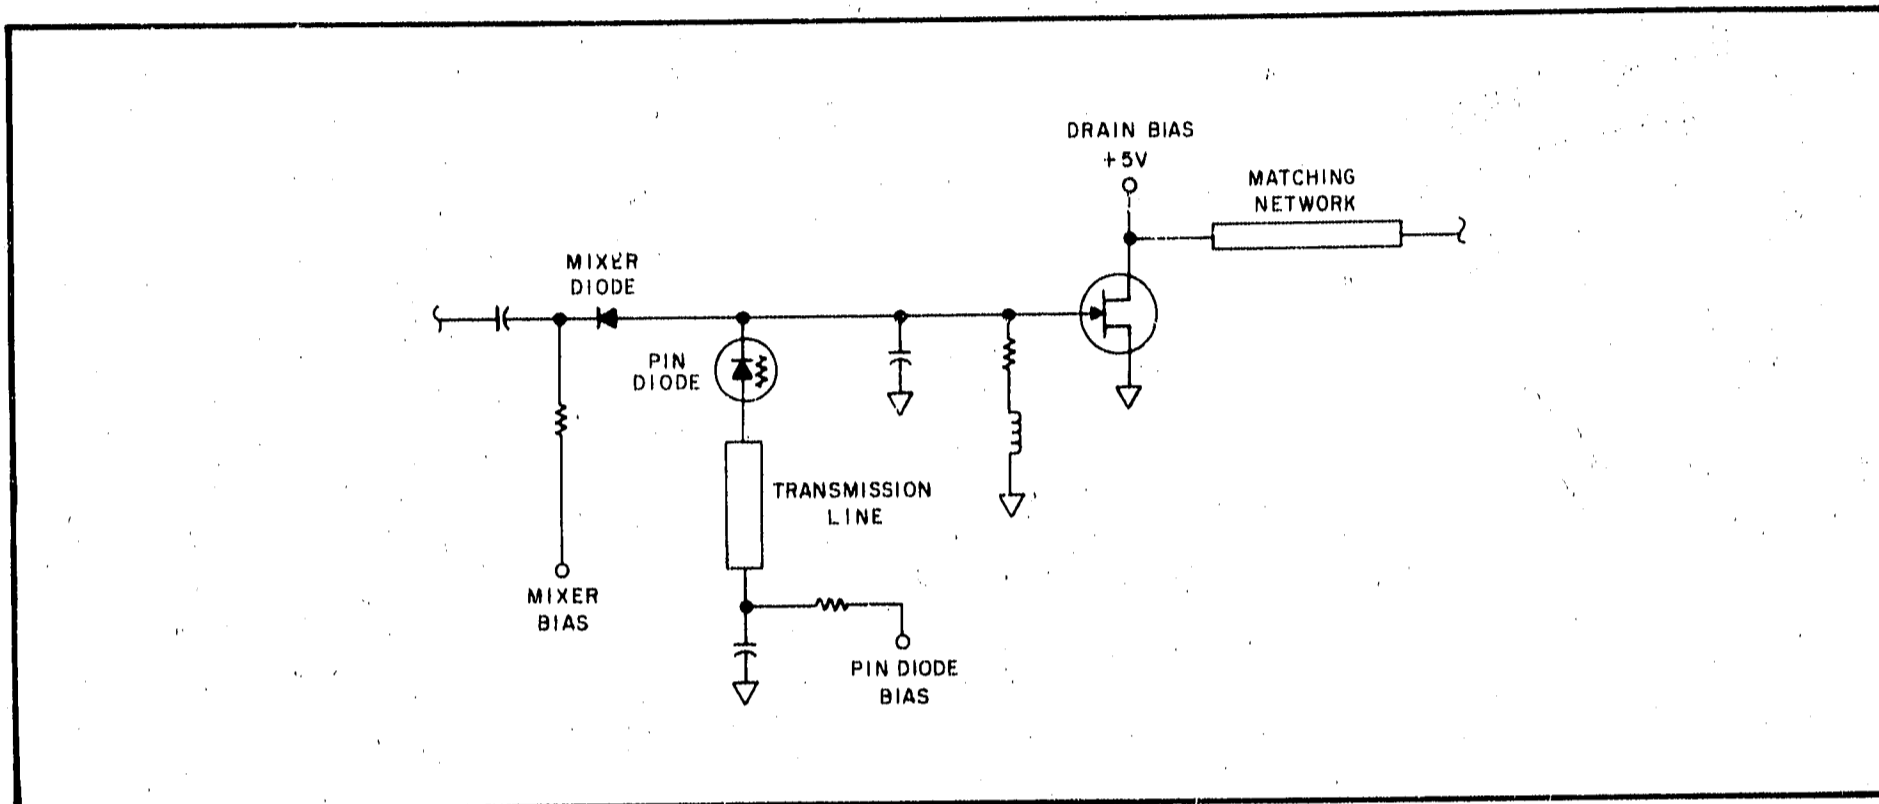 DRAIN BIAS
+5V
MATCHING
NETWORK
MIXER
DIODE
PIN
DIODE
TRANSMISSION
LINE
MIXER
BIAS
PIN DIODE
BIAS